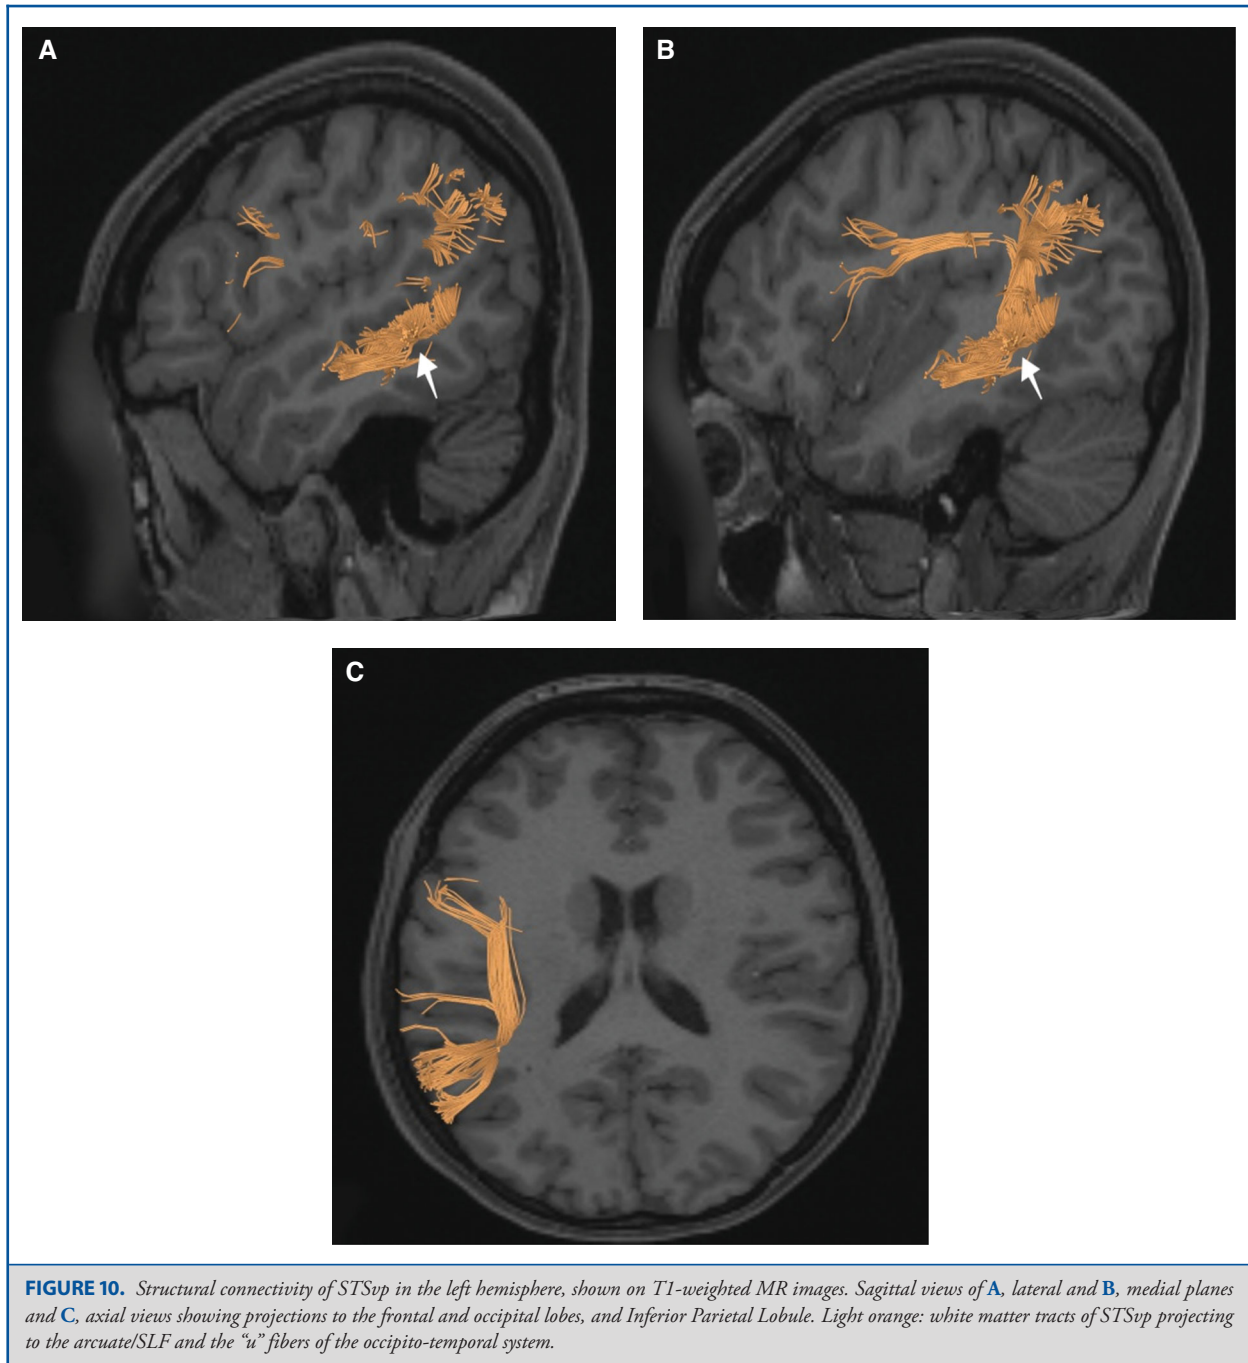 A
B
C
FIGURE 10. Structural connectivity of STSvp in the left hemisphere, shown on T1-weighted MR images. Sagittal views of A, lateral and B, medial planes
and C, axial views showing projections to the frontal and occipital lobes, and Inferior Parietal Lobule. Light orange: white matter tracts of STSvp projecting
to the arcuate/SLF and the “u” fibers of the occipito-temporal system.